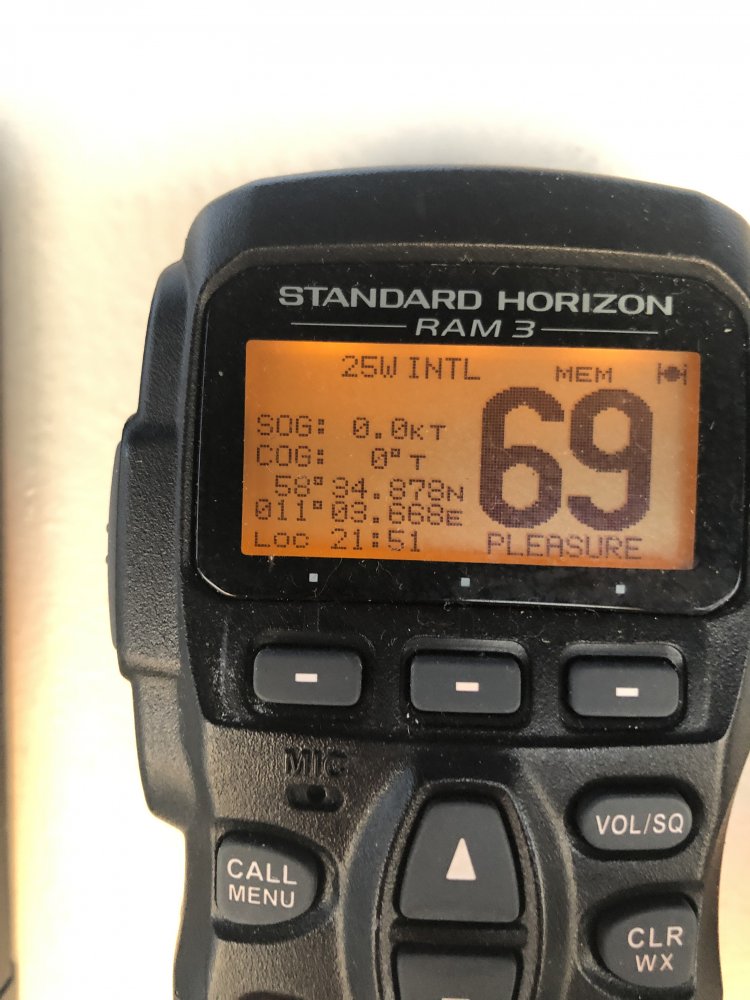 STANDARD HORIZON
RAM 3
25W INTL MEM
69
SOG: 0.0KT
COG: 0°T
58°34.878N
011°03.668E
LOC 21:51 PLEASURE
MIC
VOL/SQ
CALL
MENU
CLR
WX